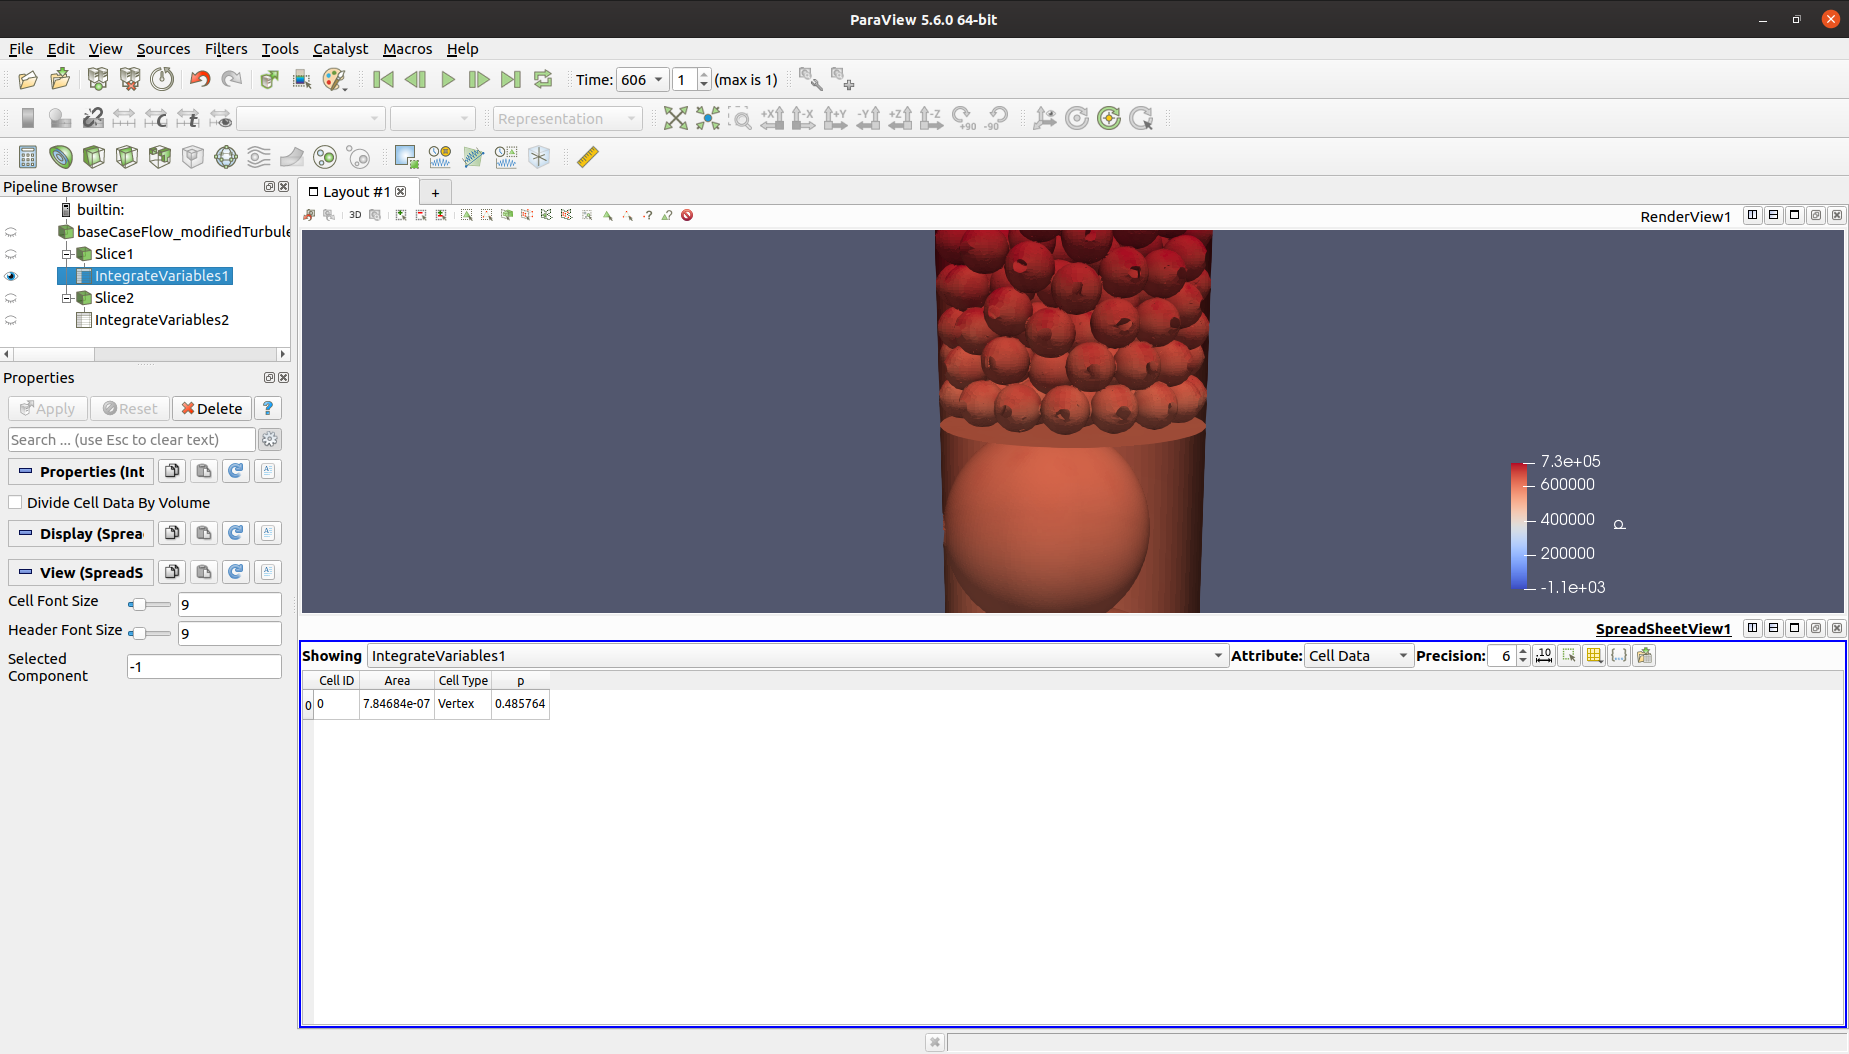 ParaView 5.6.0 64-bit
File Edit View Sources Filters Tools Catalyst Macros Help
Time: 606 1 (max is 1)
Representation
+X -X +Y -Y +Z -Z +90 -90
Pipeline Browser
Layout #1
+
builtin:
3D
RenderView1
baseCaseFlow_modifiedTurbule
Slice1
IntegrateVariables1
Slice2
IntegrateVariables2
Properties
Apply Reset Delete ?
Search ... (use Esc to clear text)
Properties (Int
Divide Cell Data By Volume
Display (Sprea
View (SpreadS
Cell Font Size 9
Header Font Size 9
Selected
Component -1
7.3e+05
600000
400000
200000
-1.1e+03
p
SpreadSheetView1
Showing IntegrateVariables1 Attribute: Cell Data Precision: 6
Cell ID Area Cell Type p
0 0 7.84684e-07 Vertex 0.485764